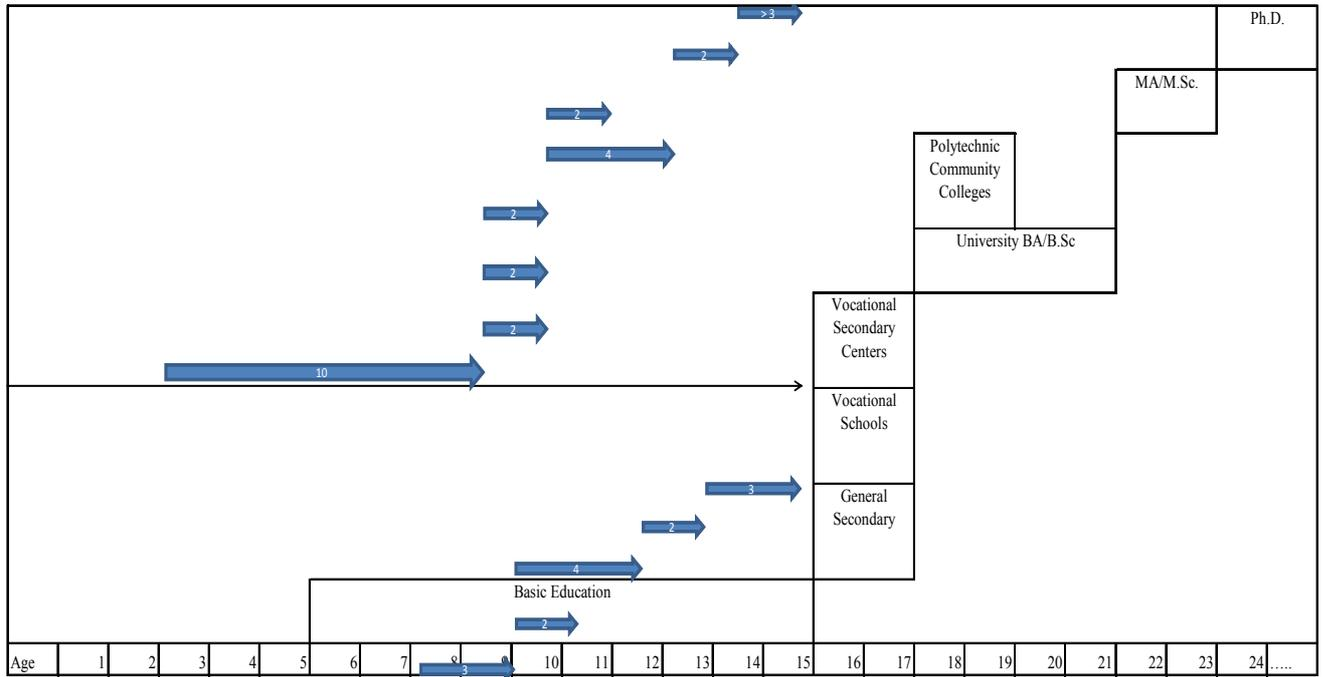 > 3
Ph.D.
2
MA/M.Sc.
2
Polytechnic
Community
Colleges
4
2
University BA/B.Sc
2
Vocational
Secondary
Centers
2
10
Vocational
Schools
3
General
Secondary
2
4
Basic Education
2
Age 1 2 3 4 5 6 7 8 9 10 11 12 13 14 15 16 17 18 19 20 21 22 23 24 .....
3